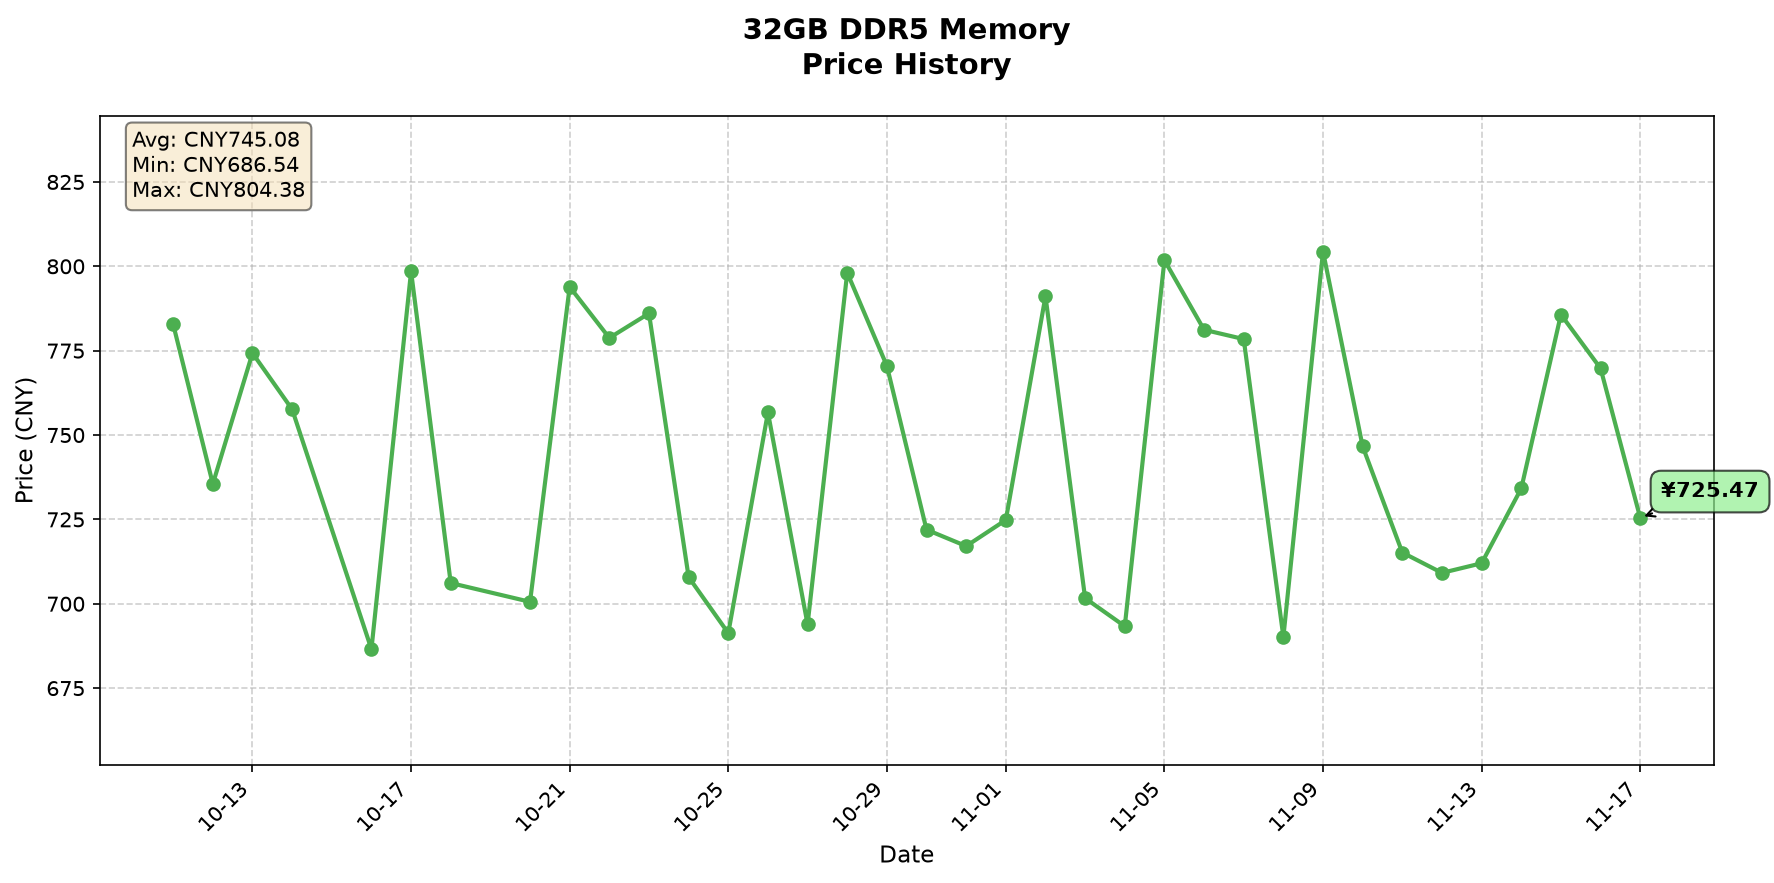 32GB DDR5 Memory
Price History
Avg: CNY745.08
Min: CNY686.54
Max: CNY804.38
825
800
775
750
725
700
675
Price (CNY)
¥725.47
10-13
10-17
10-21
10-25
10-29
11-01
11-05
11-09
11-13
11-17
Date